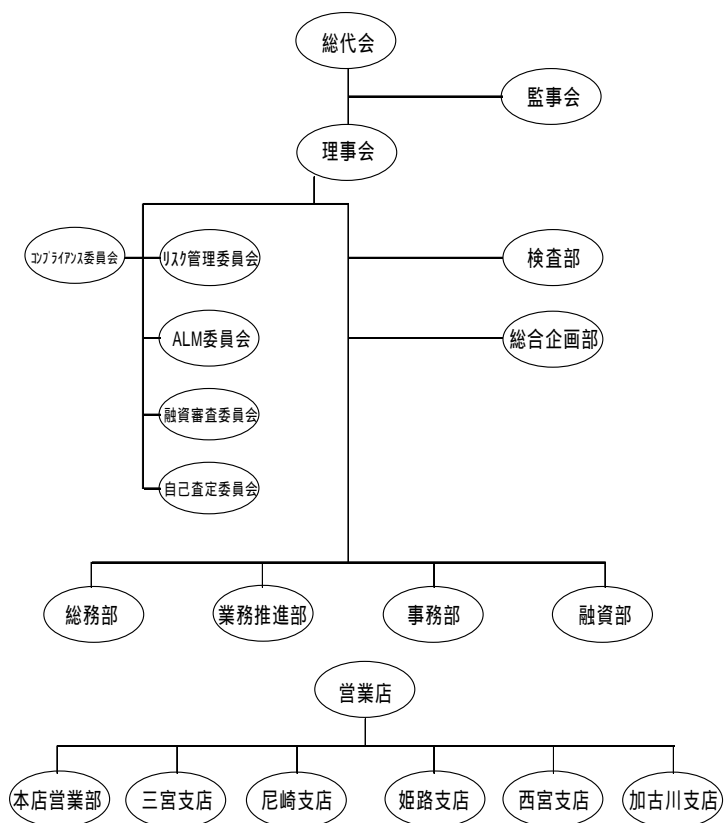 総代会
監事会
理事会
ｺﾝﾌﾟﾗｲｱﾝｽ委員会
ﾘｽｸ管理委員会
検査部
ALM委員会
総合企画部
融資審査委員会
自己査定委員会
総務部
業務推進部
事務部
融資部
営業店
本店営業部
三宮支店
尼崎支店
姫路支店
西宮支店
加古川支店